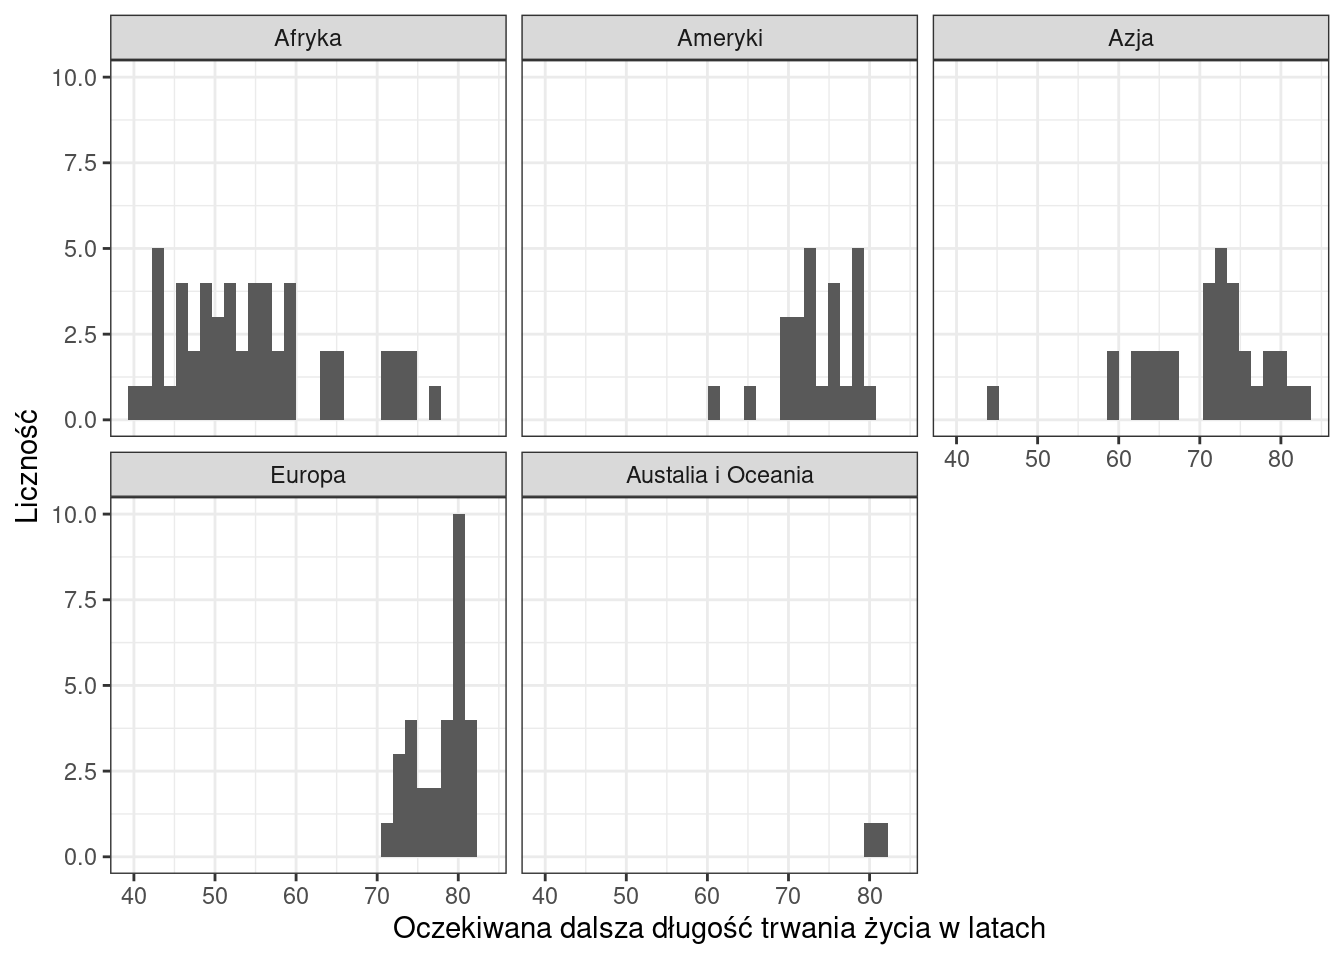 Afryka
Ameryki
Azja
10.0
7.5
5.0
2.5
0.0
40 50 60 70 80
Liczność
Europa
Austalia i Oceania
10.0
7.5
5.0
2.5
0.0
40 50 60 70 80
40 50 60 70 80
Oczekiwana dalsza długość trwania życia w latach